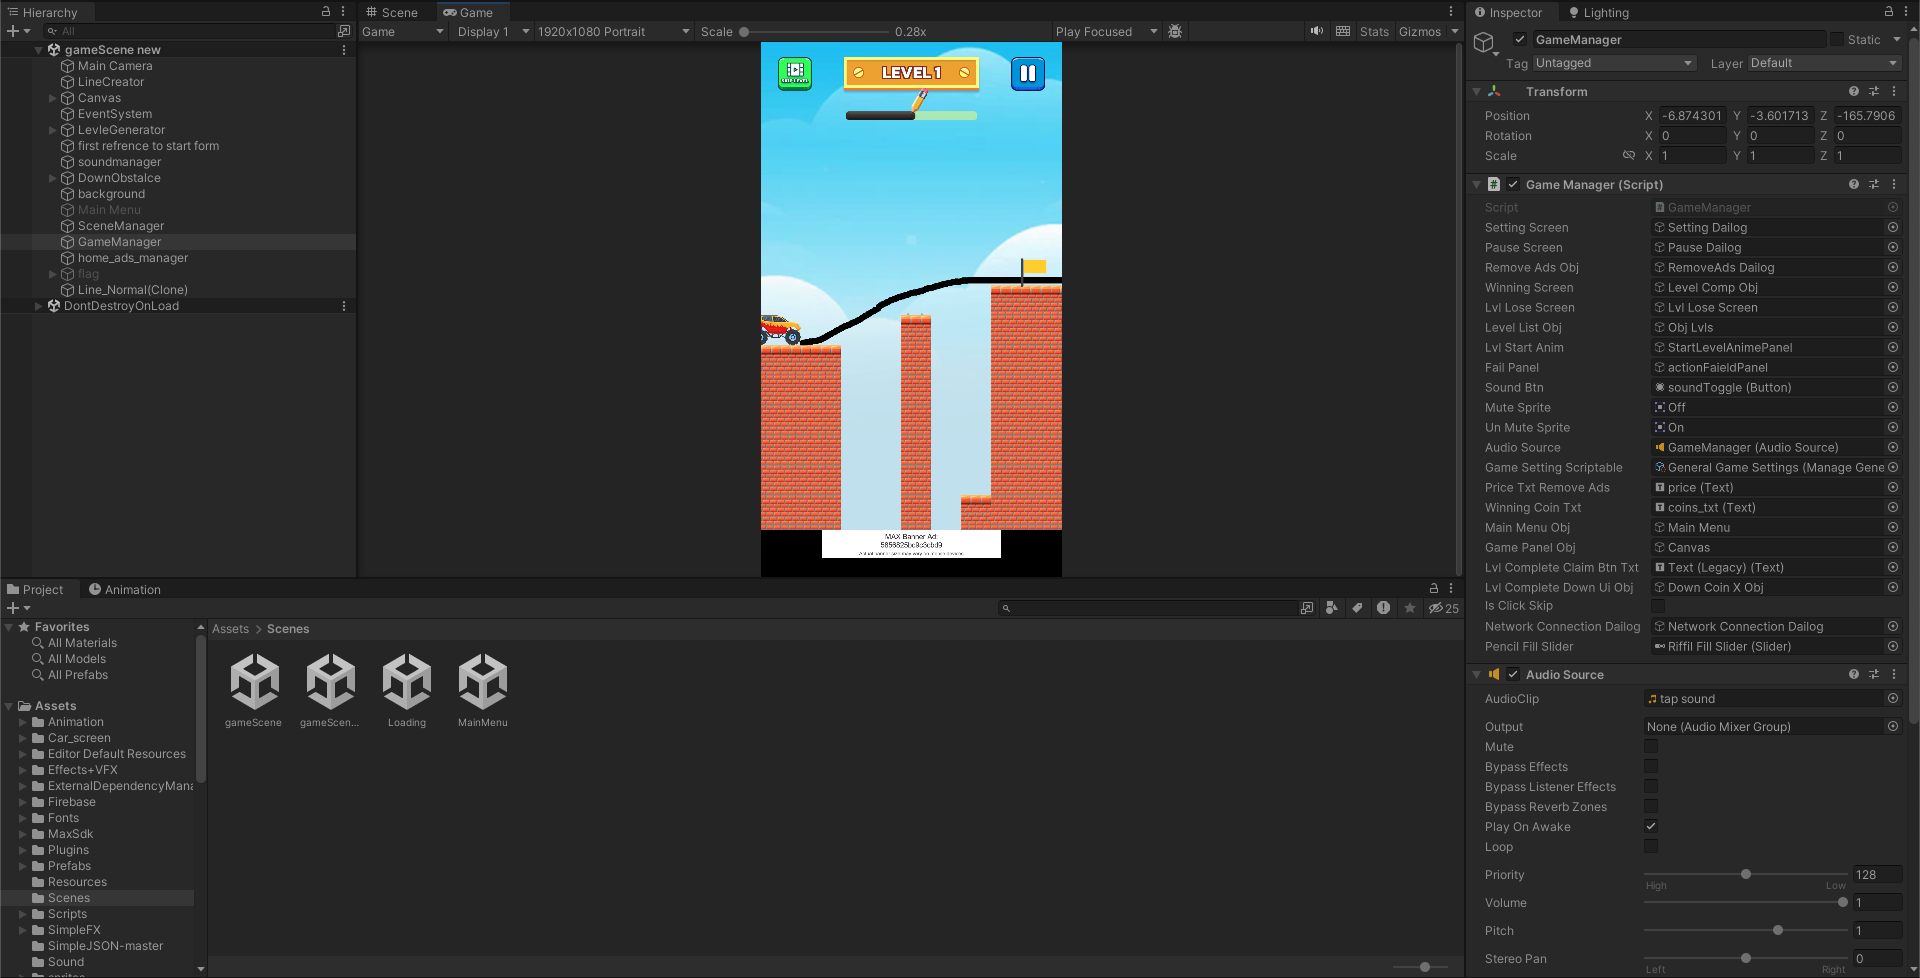 Hierarchy
All
gameScene new
Main Camera
LineCreator
Canvas
EventSystem
LevleGenerator
first refrence to start form
soundmanager
DownObstalce
background
Main Menu
SceneManager
GameManager
home_ads_manager
flag
Line_Normal(Clone)
DontDestroyOnLoad
Scene
Game
Game
Display 1
1920x1080 Portrait
Scale
0.28x
Play Focused
Stats
Gizmos
LEVEL 1
MAX Banner Ad:
Project
Animation
25
Favorites
All Materials
All Models
All Prefabs
Assets
Animation
Car_screen
Editor Default Resources
Effects+VFX
ExternalDependencyMana
Firebase
Fonts
MaxSdk
Plugins
Prefabs
Resources
Scenes
Scripts
SimpleFX
SimpleJSON-master
Sound
Assets > Scenes
gameScene
gameScen...
Loading
MainMenu
Inspector
Lighting
GameManager
Static
Tag Untagged
Layer Default
Transform
Position X -6.874301 Y -3.601713 Z -165.7906
Rotation X 0 Y 0 Z 0
Scale X 1 Y 1 Z 1
Game Manager (Script)
Script GameManager
Setting Screen Setting Dailog
Pause Screen Pause Dailog
Remove Ads Obj RemoveAds Dailog
Winning Screen Level Comp Obj
Lvl Lose Screen Lvl Lose Screen
Level List Obj Obj Lvls
Lvl Start Anim StartLevelAnimePanel
Fail Panel actionFaieldPanel
Sound Btn soundToggle (Button)
Mute Sprite Off
Un Mute Sprite On
Audio Source GameManager (Audio Source)
Game Setting Scriptable General Game Settings (Manage Gene
Price Txt Remove Ads price (Text)
Winning Coin Txt coins_txt (Text)
Main Menu Obj Main Menu
Game Panel Obj Canvas
Lvl Complete Claim Btn Txt Text (Legacy) (Text)
Lvl Complete Down Ui Obj Down Coin X Obj
Is Click Skip
Network Connection Dailog Network Connection Dailog
Pencil Fill Slider Riffil Fill Slider (Slider)
Audio Source
AudioClip tap sound
Output None (Audio Mixer Group)
Mute
Bypass Effects
Bypass Listener Effects
Bypass Reverb Zones
Play On Awake
Loop
Priority 128
High Low
Volume 1
Pitch 1
Stereo Pan 0
Left Right